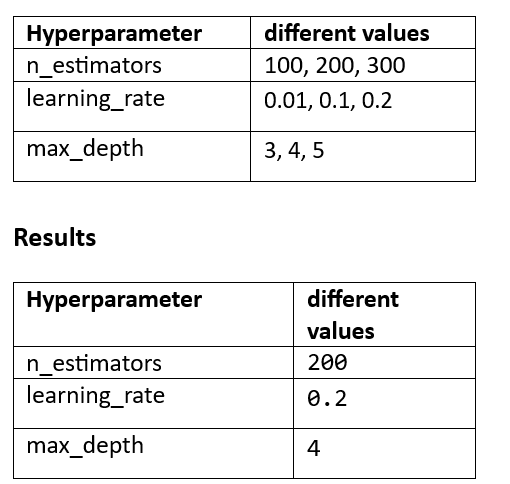 Hyperparameter different values
n_estimators 100, 200, 300
learning_rate 0.01, 0.1, 0.2
max_depth 3, 4, 5
Results
Hyperparameter different
values
n_estimators 200
learning_rate 0.2
max_depth 4